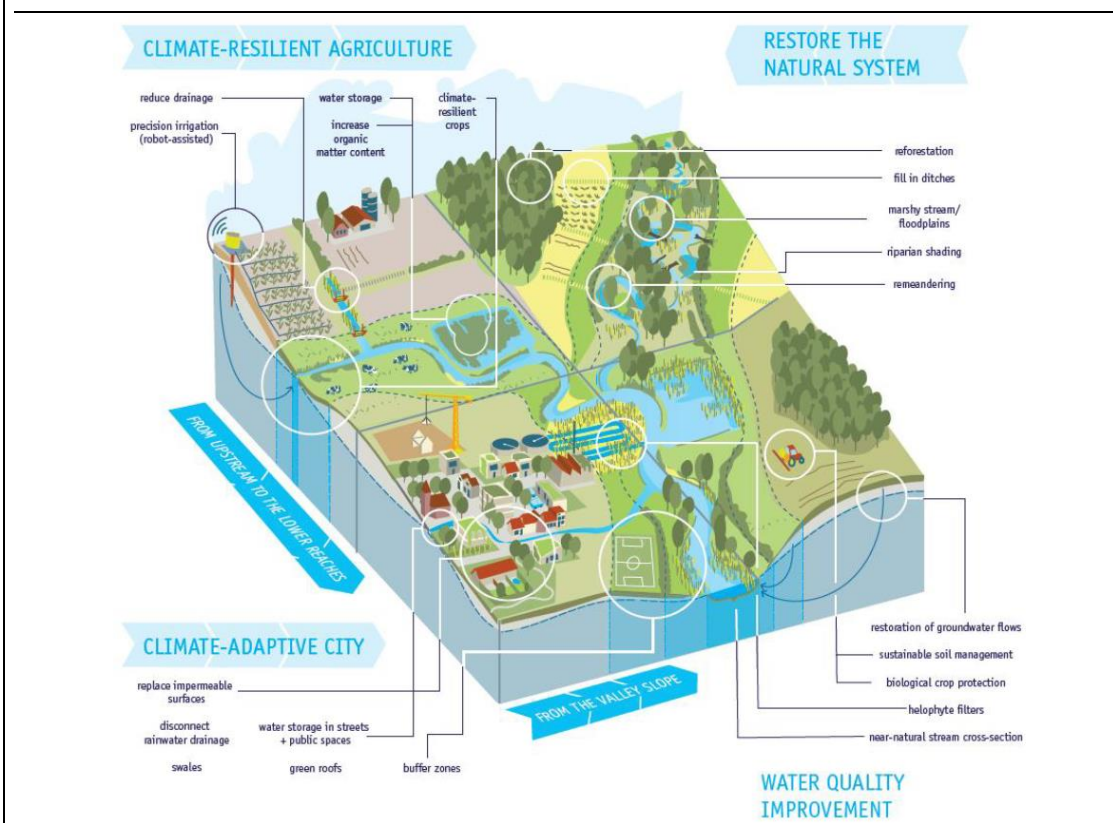 CLIMATE-RESILIENT AGRICULTURE
reduce drainage
precision irrigation
(robot-assisted)
water storage
increase
organic
matter content
climate-
resilient
crops
RESTORE THE
NATURAL SYSTEM
reforestation
fill in ditches
marshy stream/
floodplains
riparian shading
remeandering
FROM UPSTREAM TO THE LOWER REACHES
CLIMATE-ADAPTIVE CITY
replace impermeable
surfaces
disconnect
rainwater drainage
swales
water storage in streets
+ public spaces
green roofs
buffer zones
FROM THE VALLEY SLOPE
restoration of groundwater flows
sustainable soil management
biological crop protection
helophyte filters
near-natural stream cross-section
WATER QUALITY
IMPROVEMENT